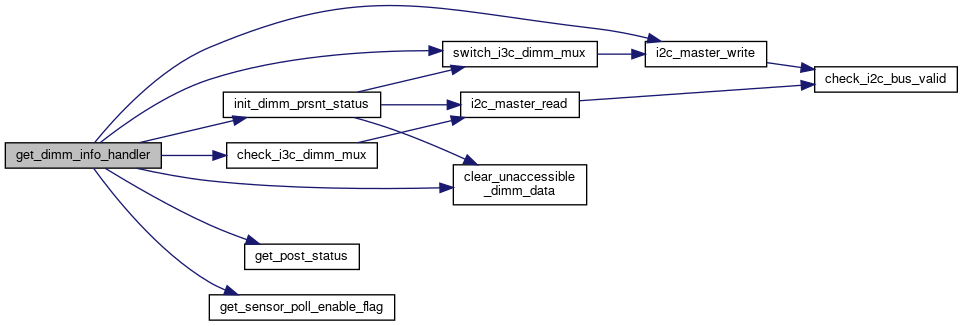 get_dimm_info_handler
switch_i3c_dimm_mux
i2c_master_write
check_i2c_bus_valid
init_dimm_prsnt_status
i2c_master_read
check_i3c_dimm_mux
clear_unaccessible
_dimm_data
get_post_status
get_sensor_poll_enable_flag